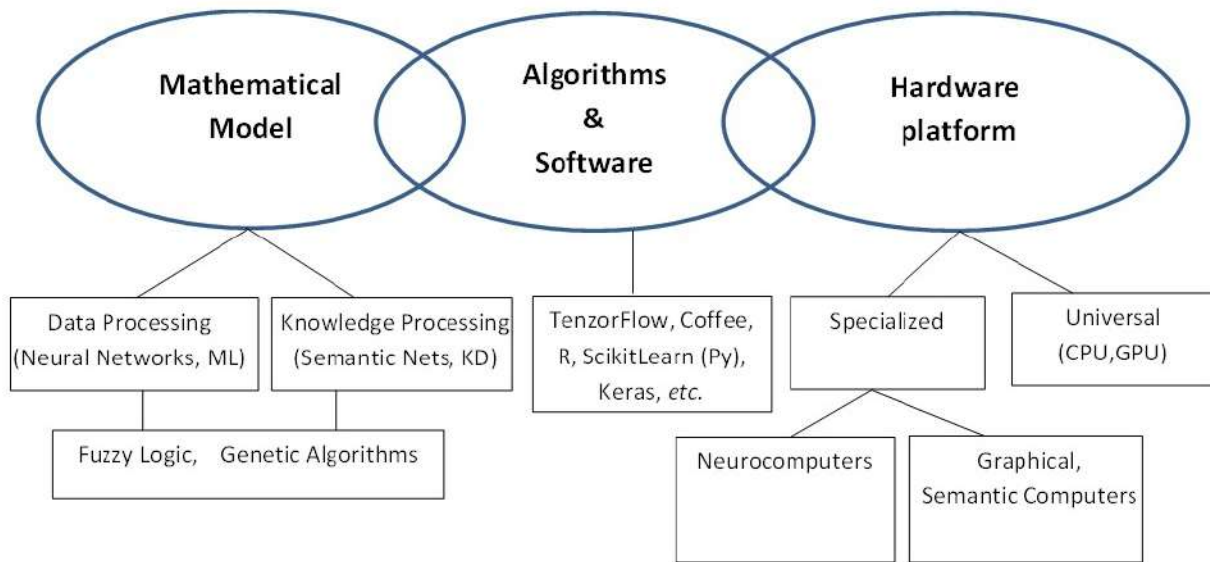 Mathematical
Model
Algorithms
&
Software
Hardware
platform
Data Processing
(Neural Networks, ML)
Knowledge Processing
(Semantic Nets, KD)
TenzorFlow, Coffee,
R, ScikitLearn (Py),
Keras, etc.
Specialized
Universal
(CPU,GPU)
Fuzzy Logic, Genetic Algorithms
Neurocomputers
Graphical,
Semantic Computers